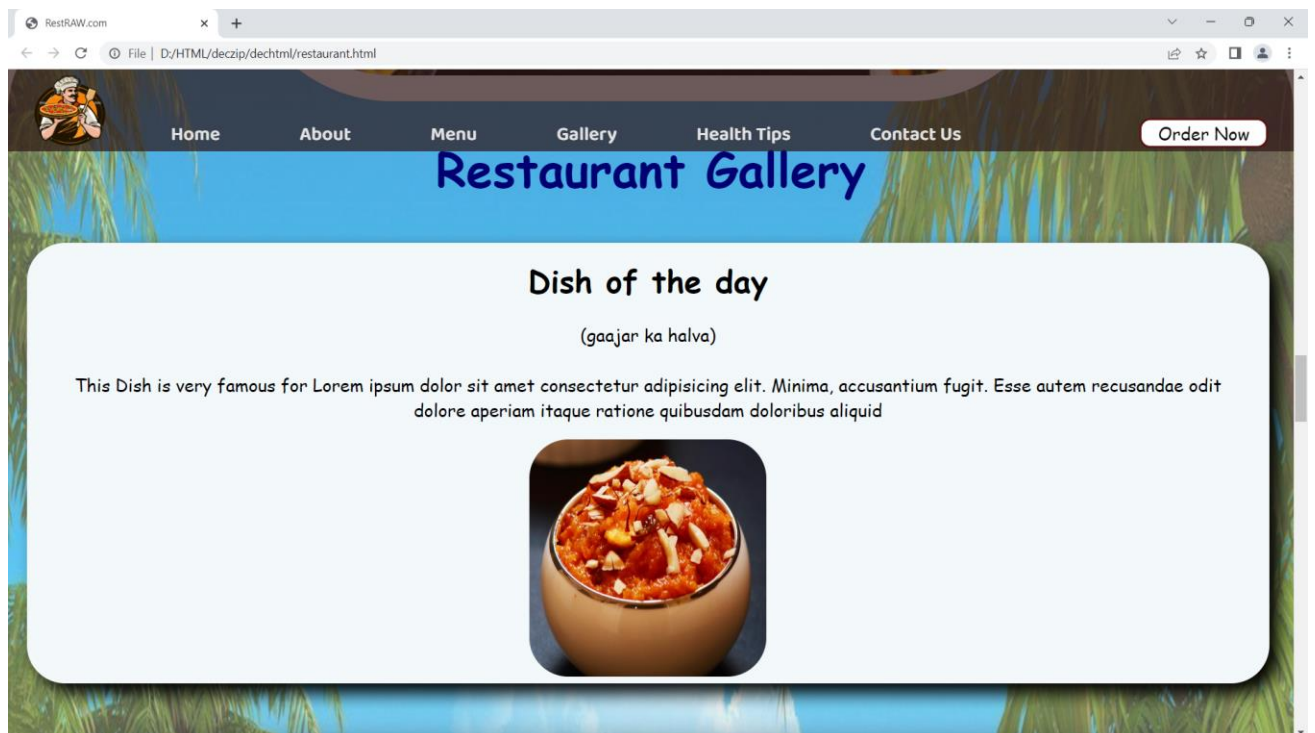 RestRAW.com
File | D:/HTML/deczip/dechtml/restaurant.html
Home About Menu Gallery Health Tips Contact Us Order Now
Restaurant Gallery
Dish of the day
(gaajar ka halva)
This Dish is very famous for Lorem ipsum dolor sit amet consectetur adipisicing elit. Minima, accusantium fugit. Esse autem recusandae odit
dolore aperiam itaque ratione quibusdam doloribus aliquid